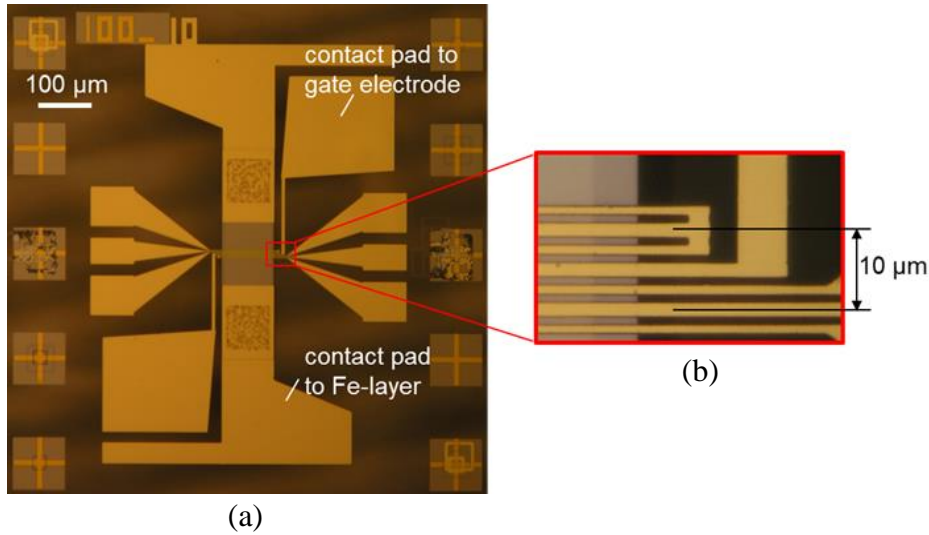 100_10
contact pad to
gate electrode
100 µm
10 µm
contact pad
to Fe-layer
(b)
(a)